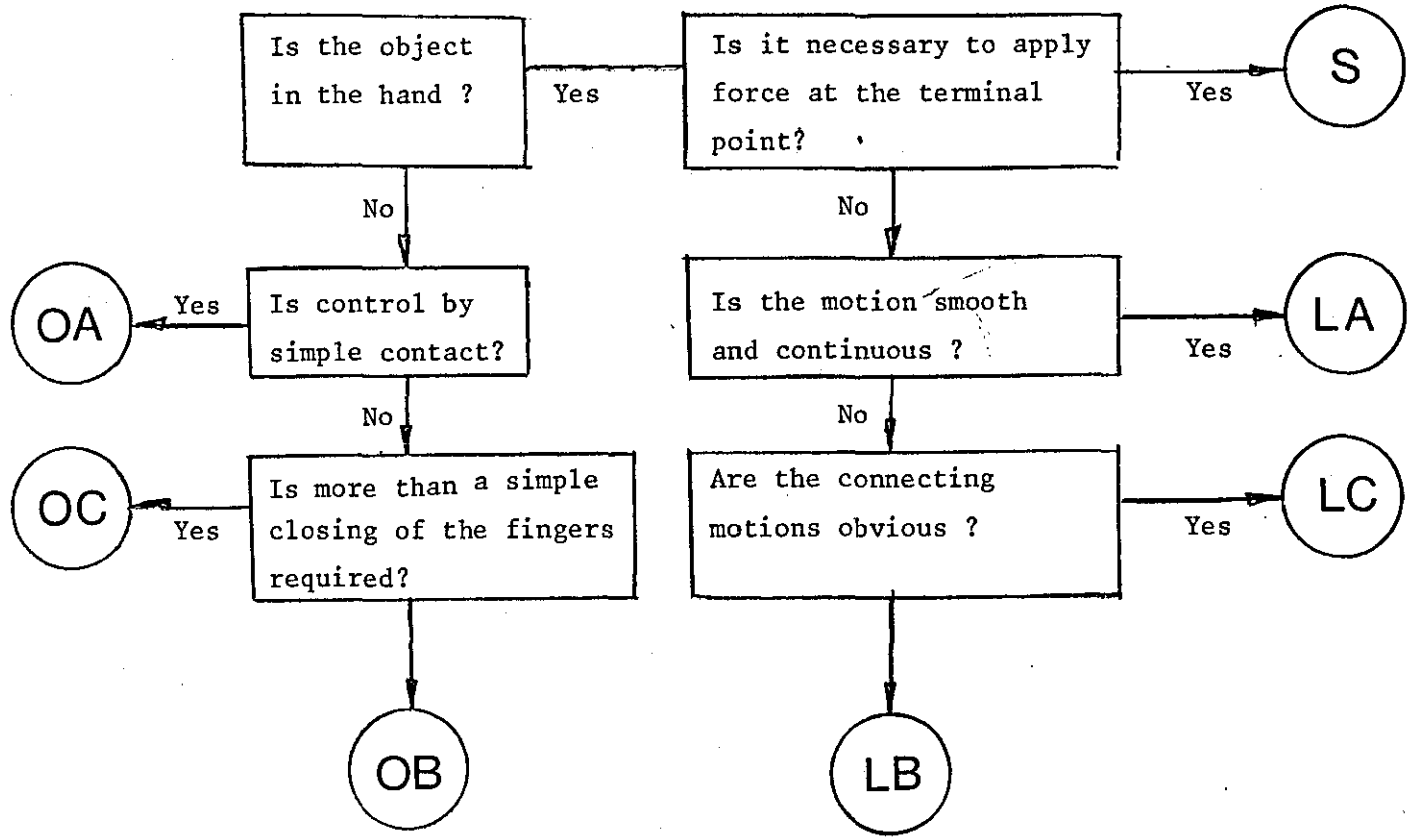 Is the object
in the hand ?
Yes
Is it necessary to apply
force at the terminal
point?
Yes
S
No
No
OA
Yes
Is control by
simple contact?
Is the motion smooth
and continuous ?
Yes
LA
No
No
OC
Yes
Is more than a simple
closing of the fingers
required?
Are the connecting
motions obvious ?
Yes
LC
OB
LB